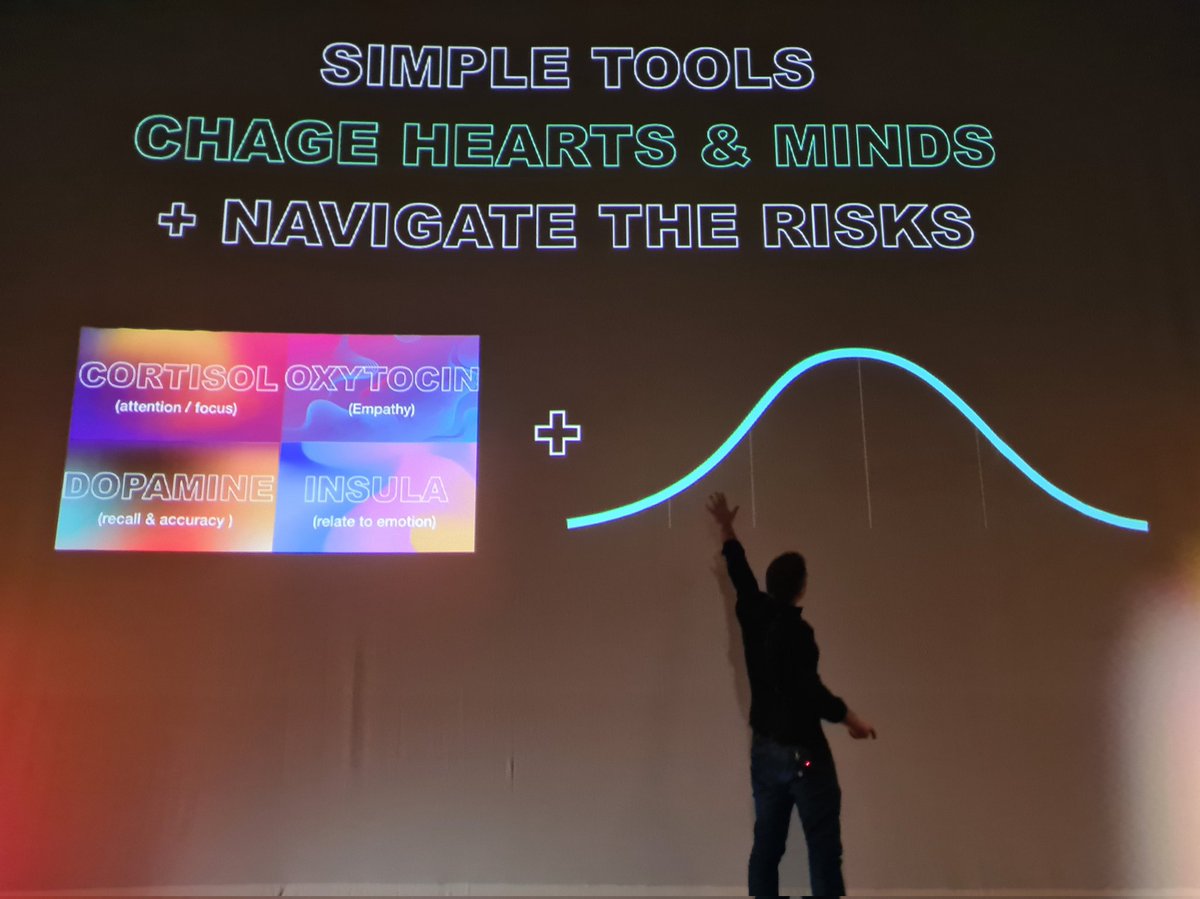 SIMPLE TOOLS
CHAGE HEARTS & MINDS
+ NAVIGATE THE RISKS
CORTISOL
(attention / focus)
OXYTOCIN
(Empathy)
+
DOPAMINE
(recall & accuracy )
INSULA
(relate to emotion)